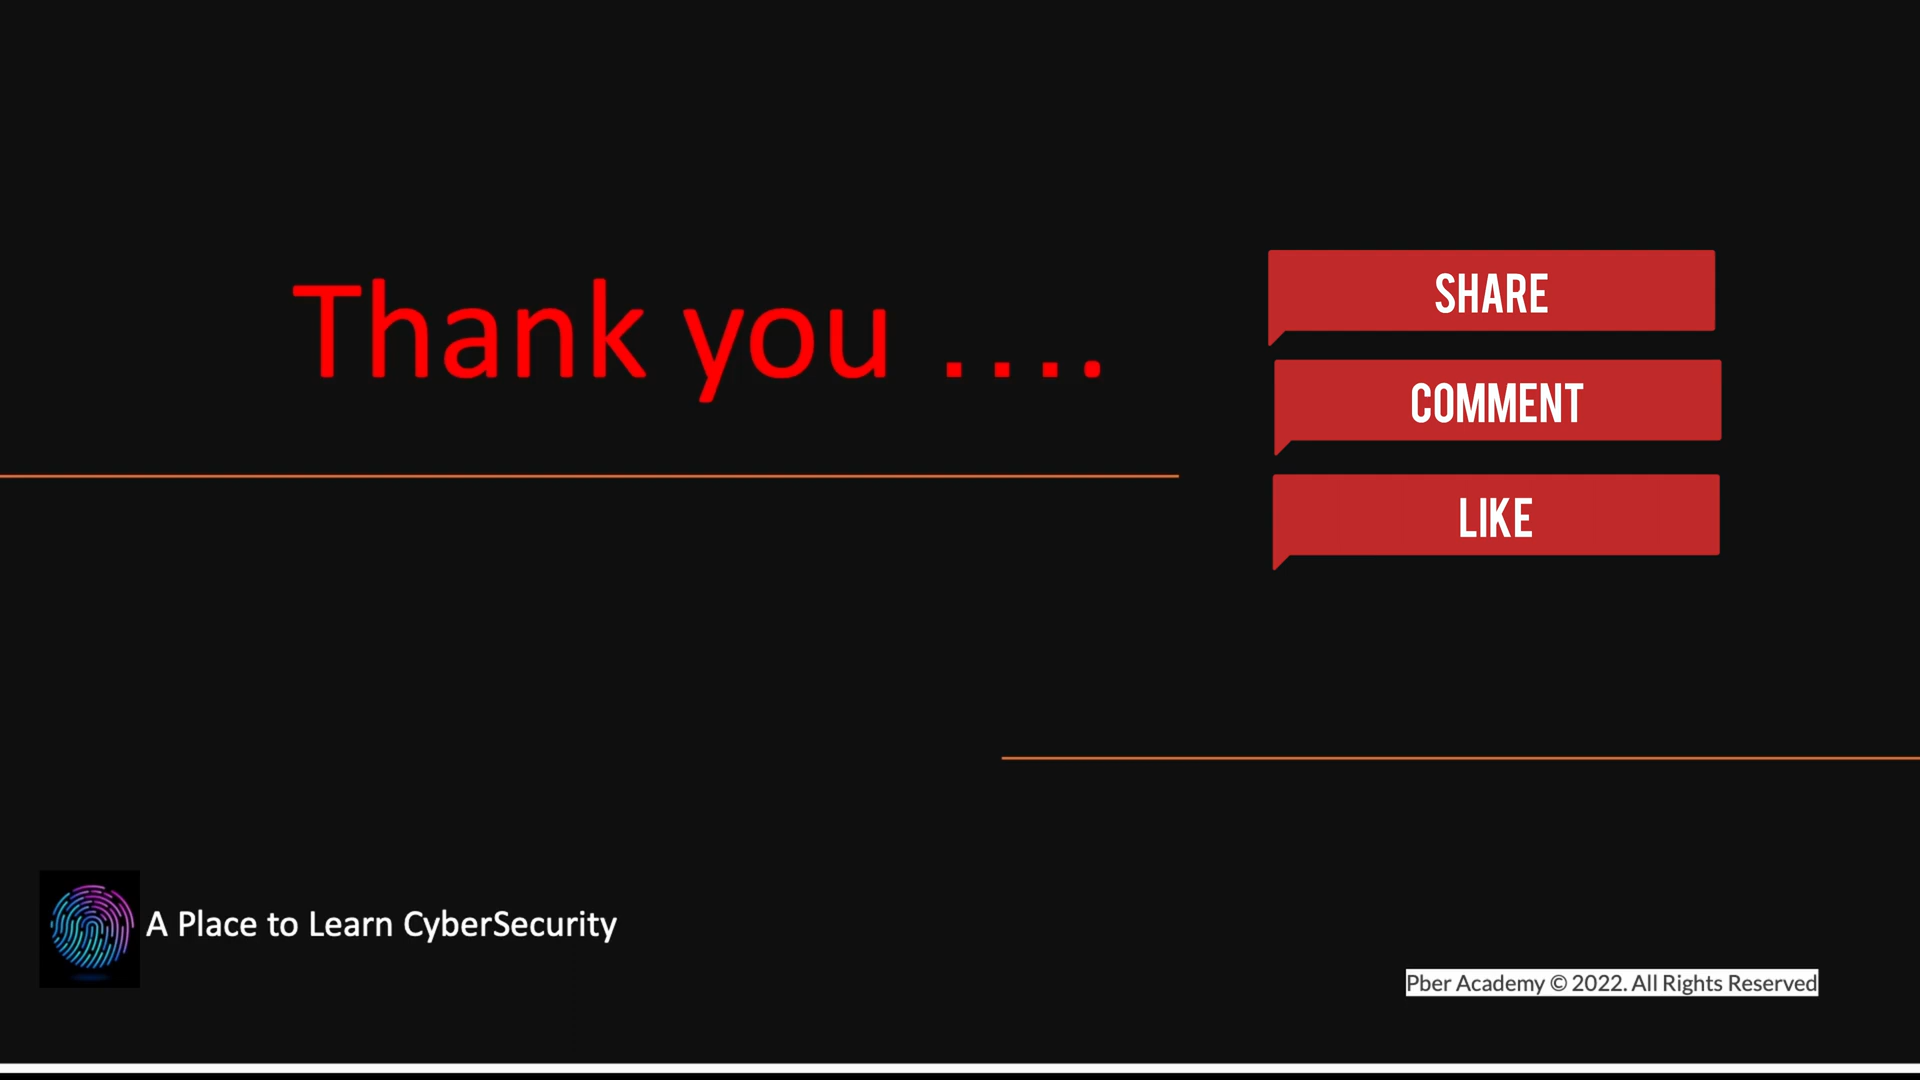 Thank you ....
SHARE
COMMENT
LIKE
A Place to Learn CyberSecurity
Pber Academy © 2022. All Rights Reserved